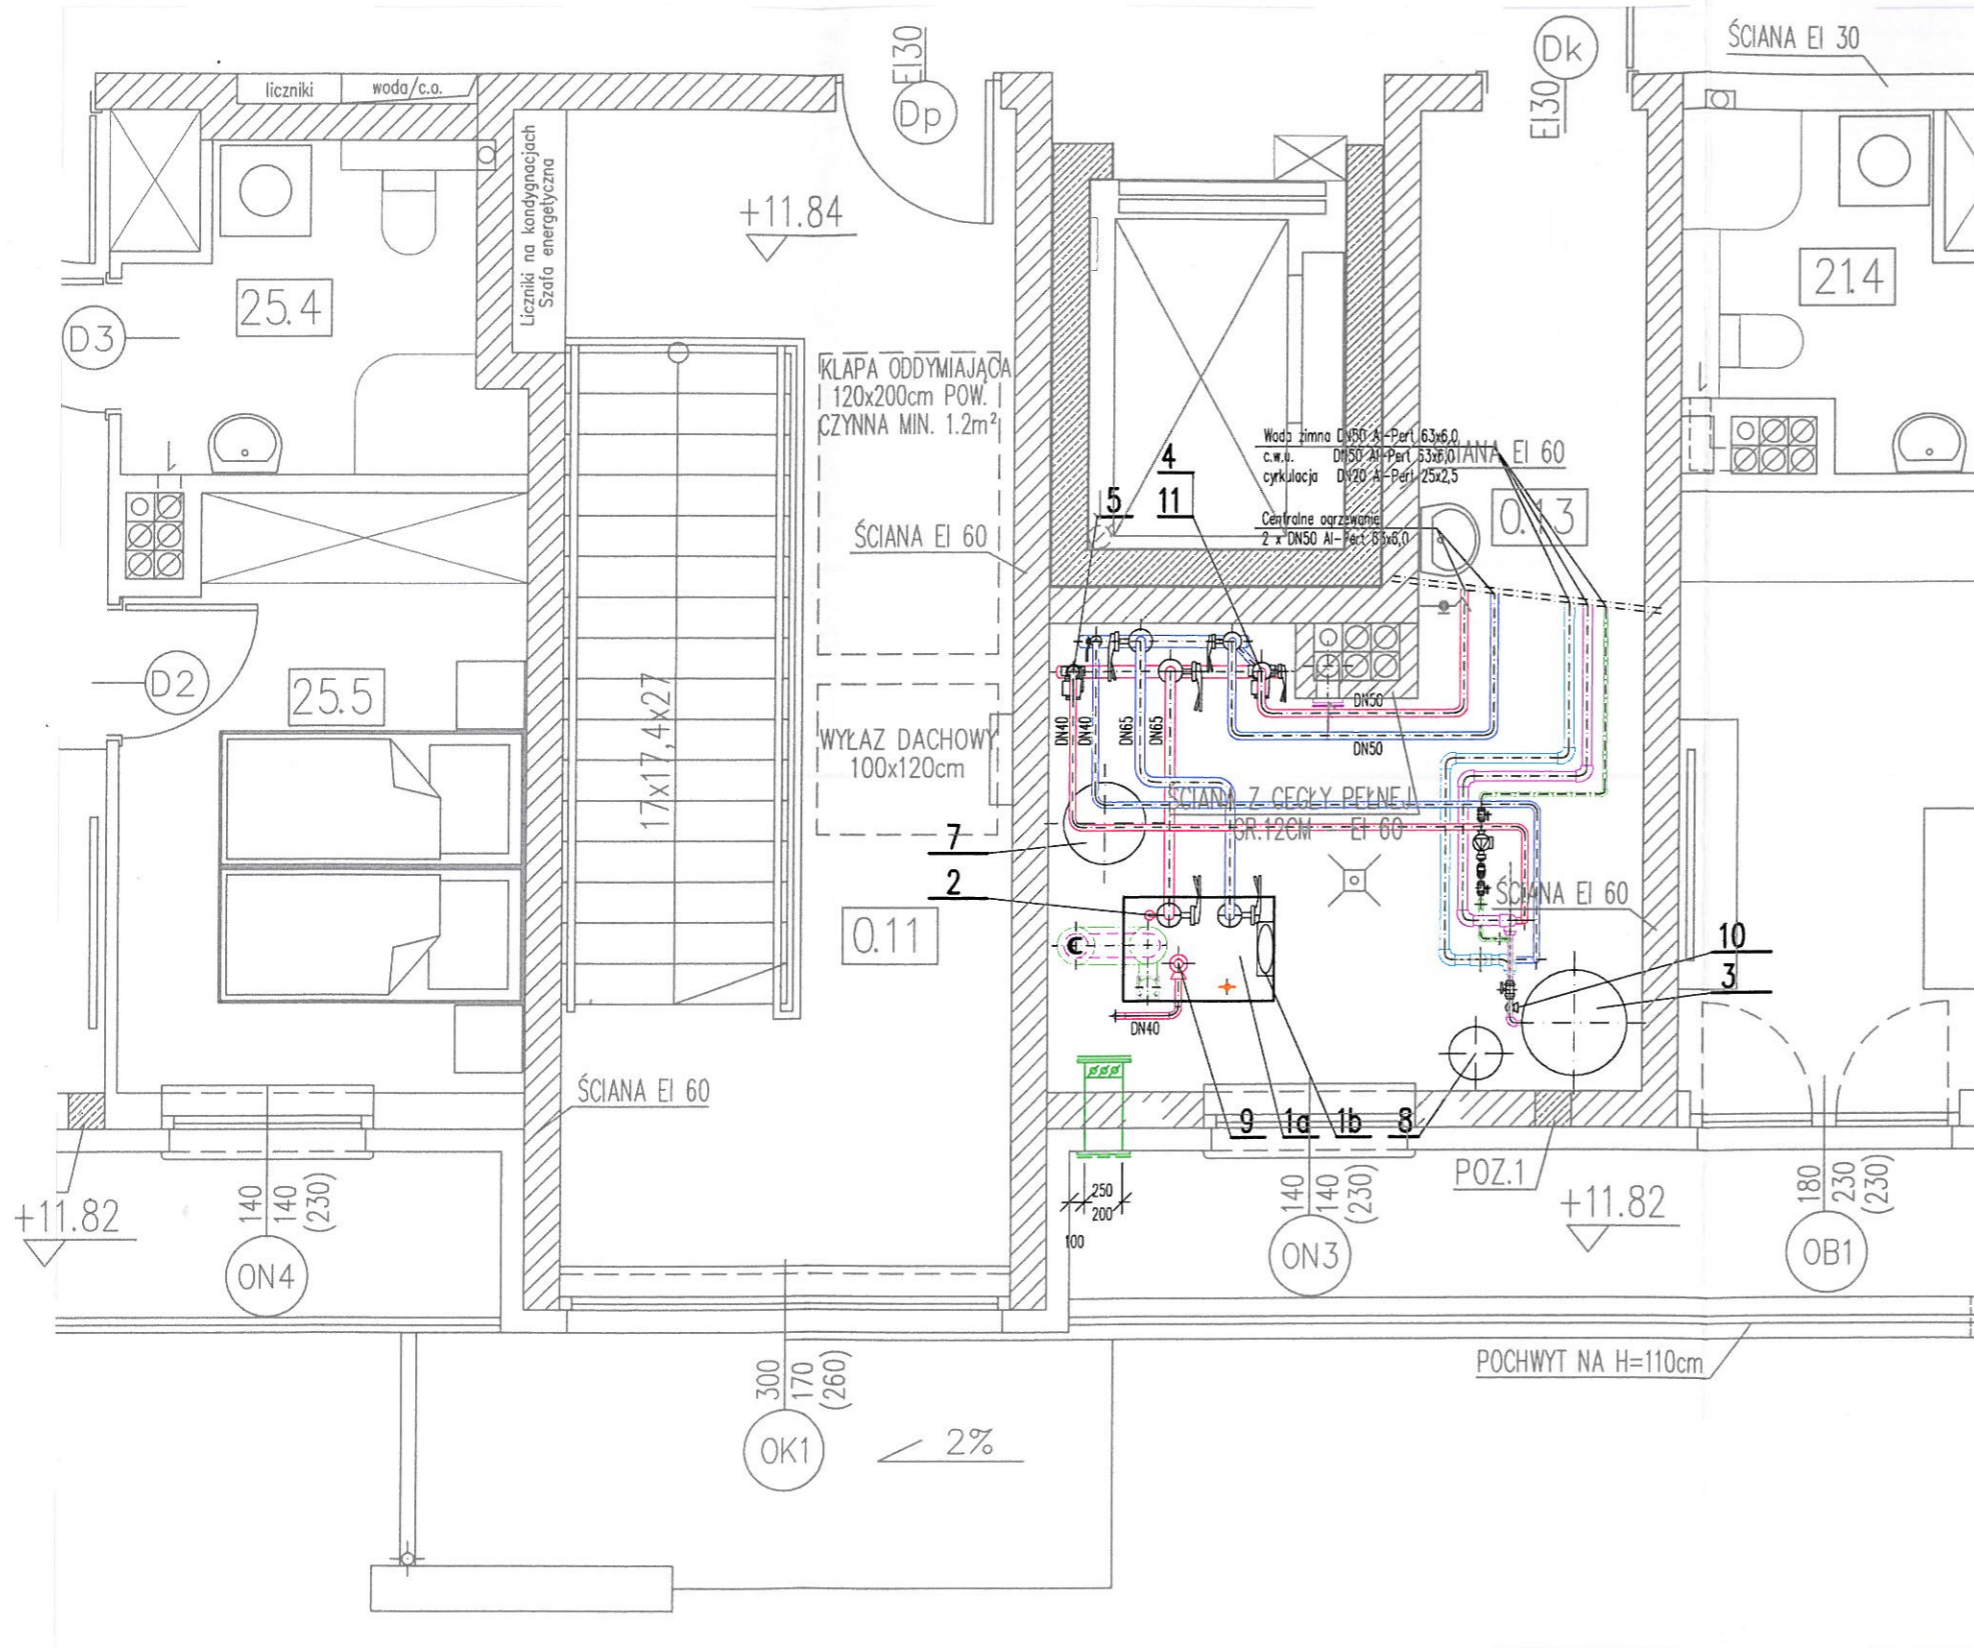 EI30
Dp
Dk
EI30
ŚCIANA EI 30
liczniki
woda/c.o.
Liczniki na kondygnacjach
Szafa energetyczna
+11.84
25.4
21.4
D3
KLAPA ODDYMIAJĄCA
120x200cm POW.
CZYNNA MIN. 1.2m²
Woda zimna DN50 Al-Pert 63x6,0
c.w.u. DN50 Al-Pert 63x6,0
cyrkulacja DN20 Al-Pert 25x2,5
ŚCIANA EI 60
4
11
5
0.13
Centralne ogrzewanie
2 x DN50 Al-Pert 63x6,0
ŚCIANA EI 60
D2
25.5
17x17,4x27
WYŁAZ DACHOWY
100x120cm
DN40
DN40
DN65
DN65
DN50
DN50
ŚCIANA Z CEGŁY PEŁNEJ
GR.12CM EI 60
7
2
ŚCIANA EI 60
0.11
10
3
DN40
ŚCIANA EI 60
9
1a
1b
8
POZ.1
+11.82
+11.82
140
140
(230)
ON4
250
200
100
140
140
(230)
ON3
180
230
(230)
OB1
300
170
(260)
OK1
2%
POCHWYT NA H=110cm